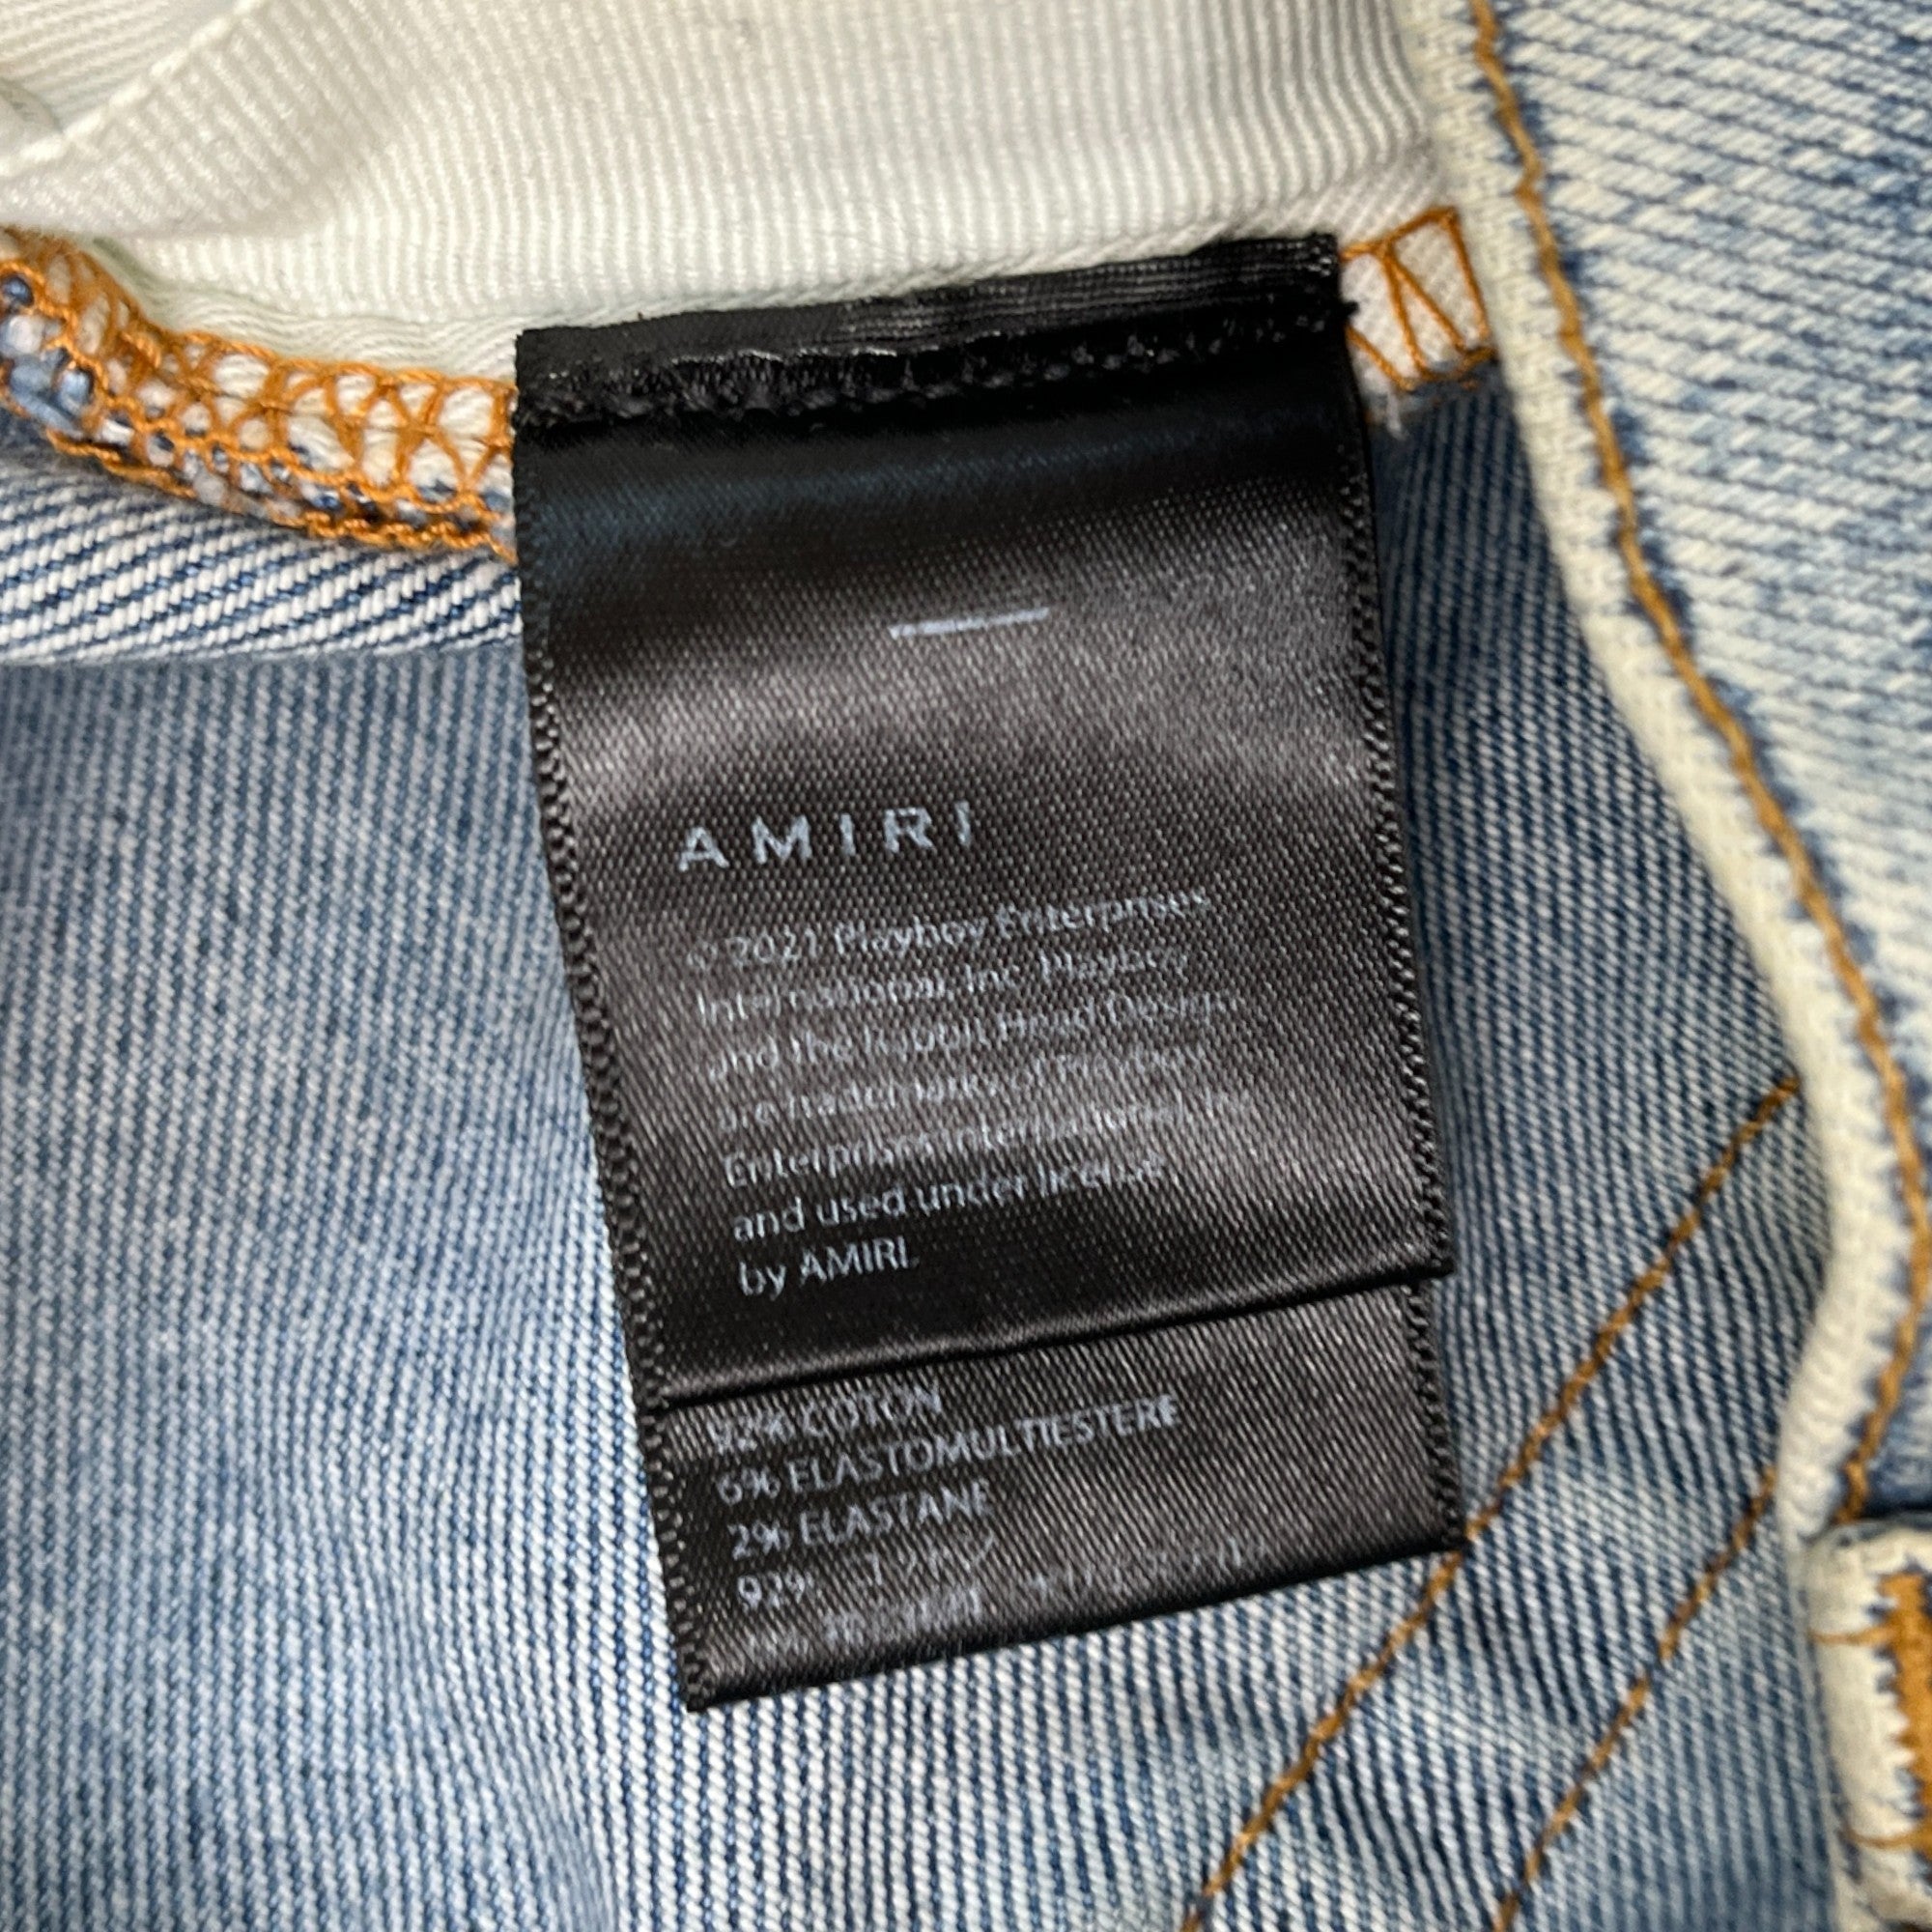 AMIRI
© 2021 Playboy Enterprises
International, Inc. Playboy
and the Rabbit Head Design
are trademarks of Playboy
Enterprises International, Inc.
and used under license
by AMIRI.
92% COTON
6% ELASTOMULTIESTERE
2% ELASTANE
92%